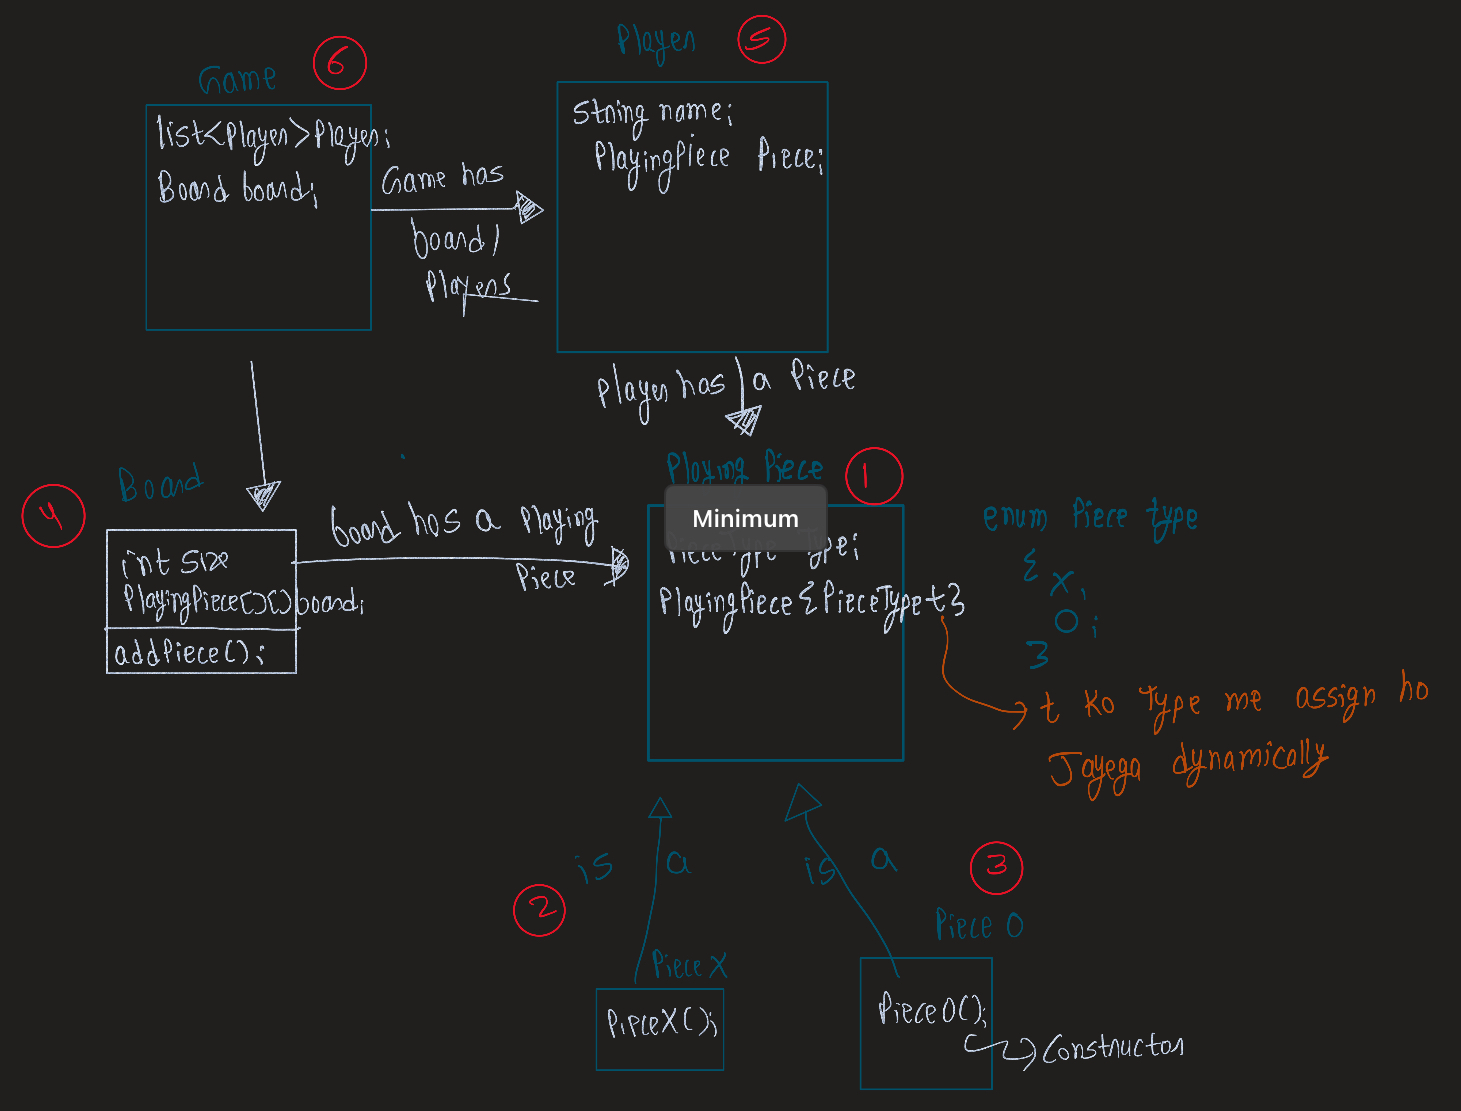 Game
6
list<Player>Player;
Board board;
Game has
board/
Players
Player
5
String name;
PlayingPiece Piece;
Player has a Piece
Board
4
int Size
PlayingPiece[][] board;
addPiece();
board has a Playing
Piece
Playing Piece
1
Minimum
PieceType Type;
PlayingPiece{PieceType t}
enum Piece type
{
X,
O;
}
t ko Type me assign ho
Jayega dynamically
is a
2
Piece X
PieceX();
is a
3
Piece O
PieceO();
Constructor